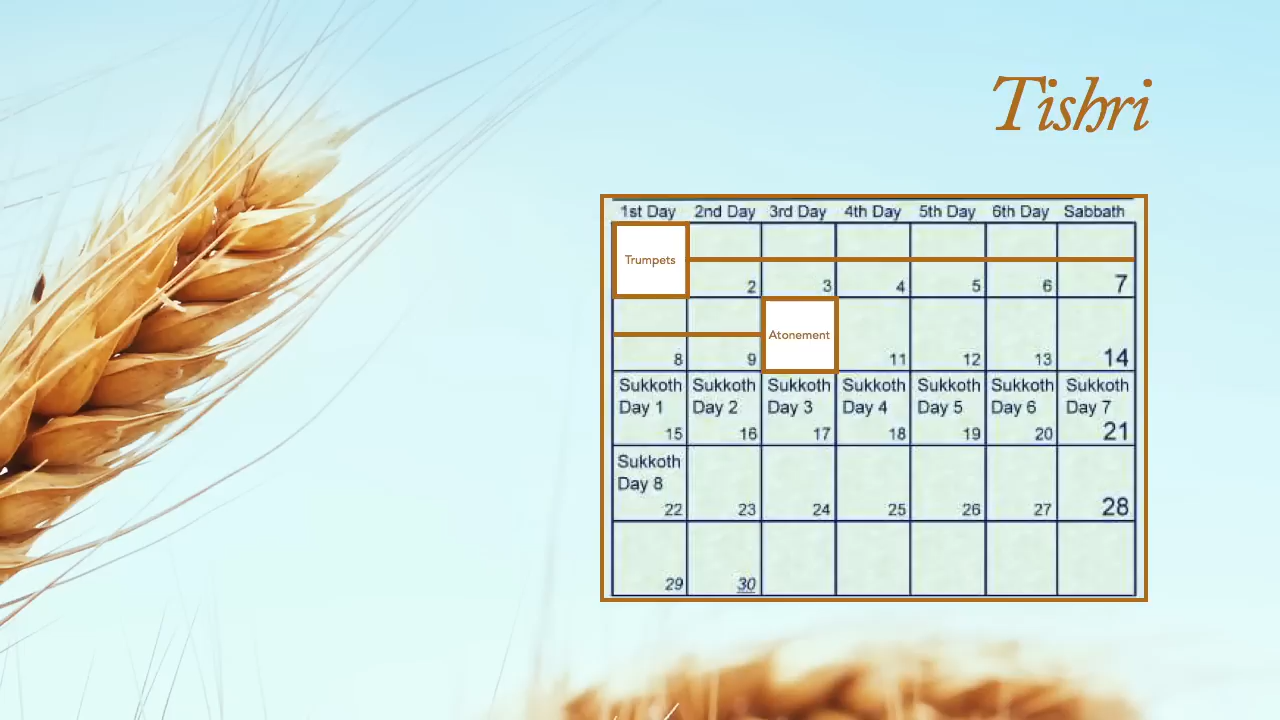 Tishri
1st Day 2nd Day 3rd Day 4th Day 5th Day 6th Day Sabbath
Trumpets
2 3 4 5 6 7
Atonement
8 9 11 12 13 14
Sukkoth Sukkoth Sukkoth Sukkoth Sukkoth Sukkoth Sukkoth
Day 1 Day 2 Day 3 Day 4 Day 5 Day 6 Day 7
15 16 17 18 19 20 21
Sukkoth
Day 8
22 23 24 25 26 27 28
29 30